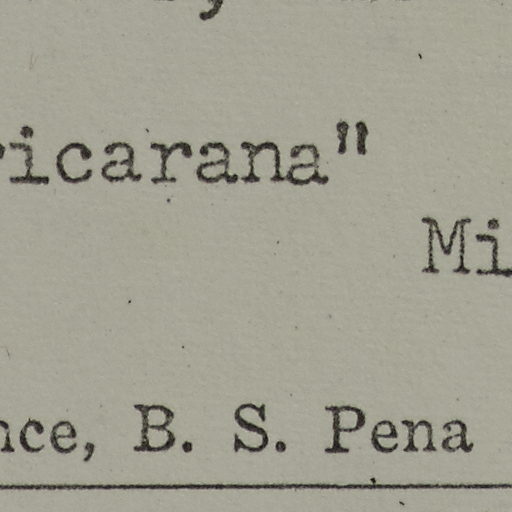 ricarana"
Mi
nce, B. S. Pena